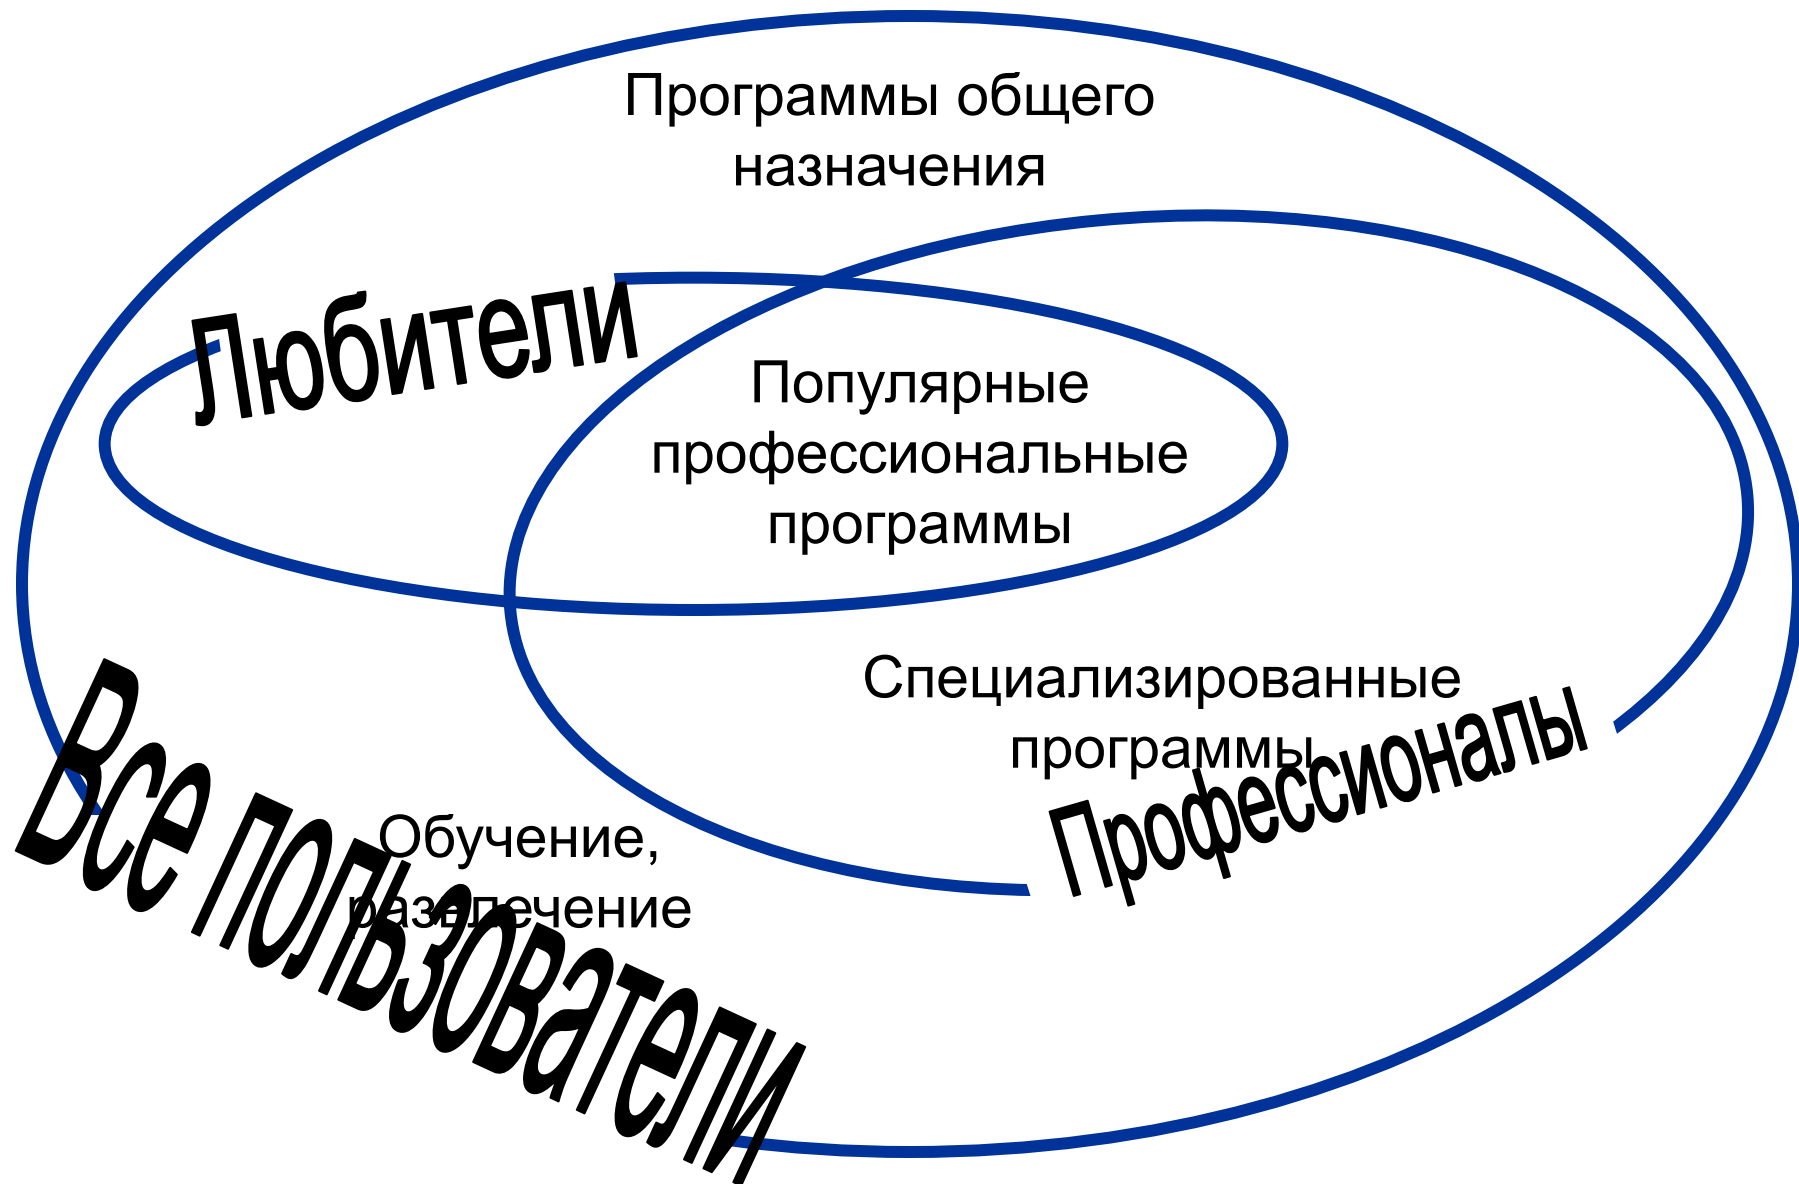 Программы общего
назначения
Любители
Популярные
профессиональные
программы
Специализированные
программы
Профессионалы
Обучение,
развлечение
Все пользователи